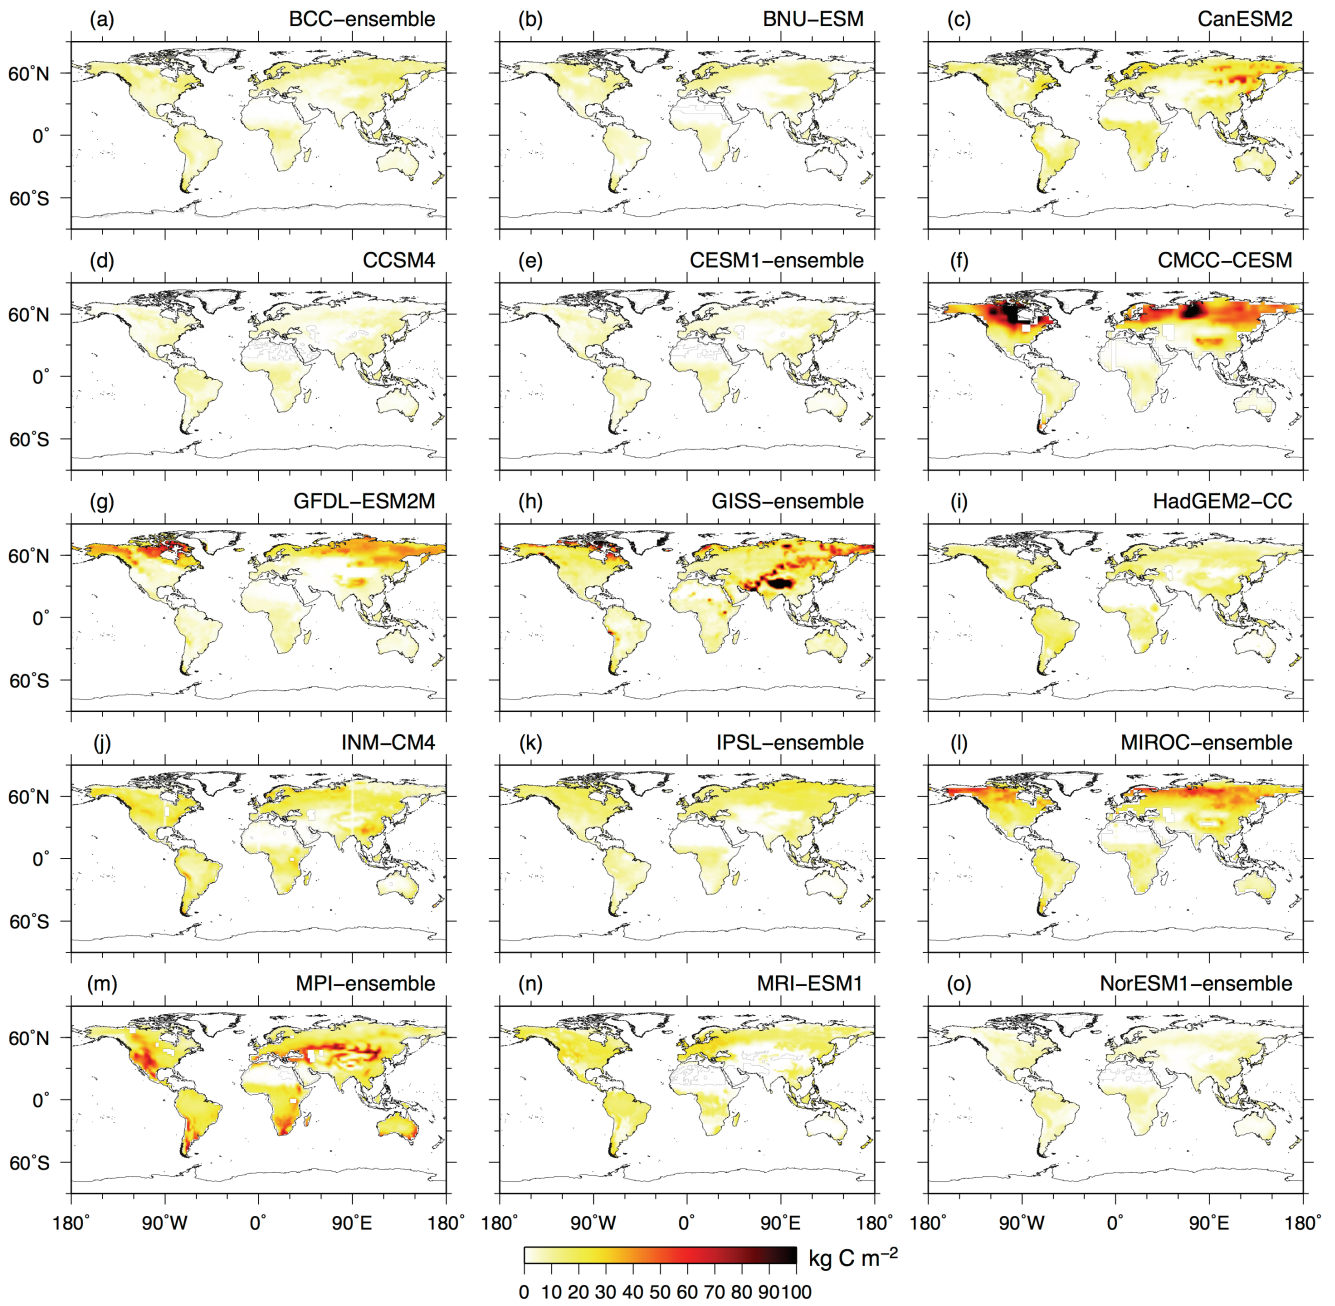 (a) BCC–ensemble (b) BNU–ESM (c) CanESM2
60˚N
0˚
60˚S
(d) CCSM4 (e) CESM1–ensemble (f) CMCC–CESM
60˚N
0˚
60˚S
(g) GFDL–ESM2M (h) GISS–ensemble (i) HadGEM2–CC
60˚N
0˚
60˚S
(j) INM–CM4 (k) IPSL–ensemble (l) MIROC–ensemble
60˚N
0˚
60˚S
(m) MPI–ensemble (n) MRI–ESM1 (o) NorESM1–ensemble
60˚N
0˚
60˚S
180˚ 90˚W 0˚ 90˚E 180˚ 90˚W 0˚ 90˚E 180˚ 90˚W 0˚ 90˚E 180˚
kg C m⁻²
0 10 20 30 40 50 60 70 80 90 100